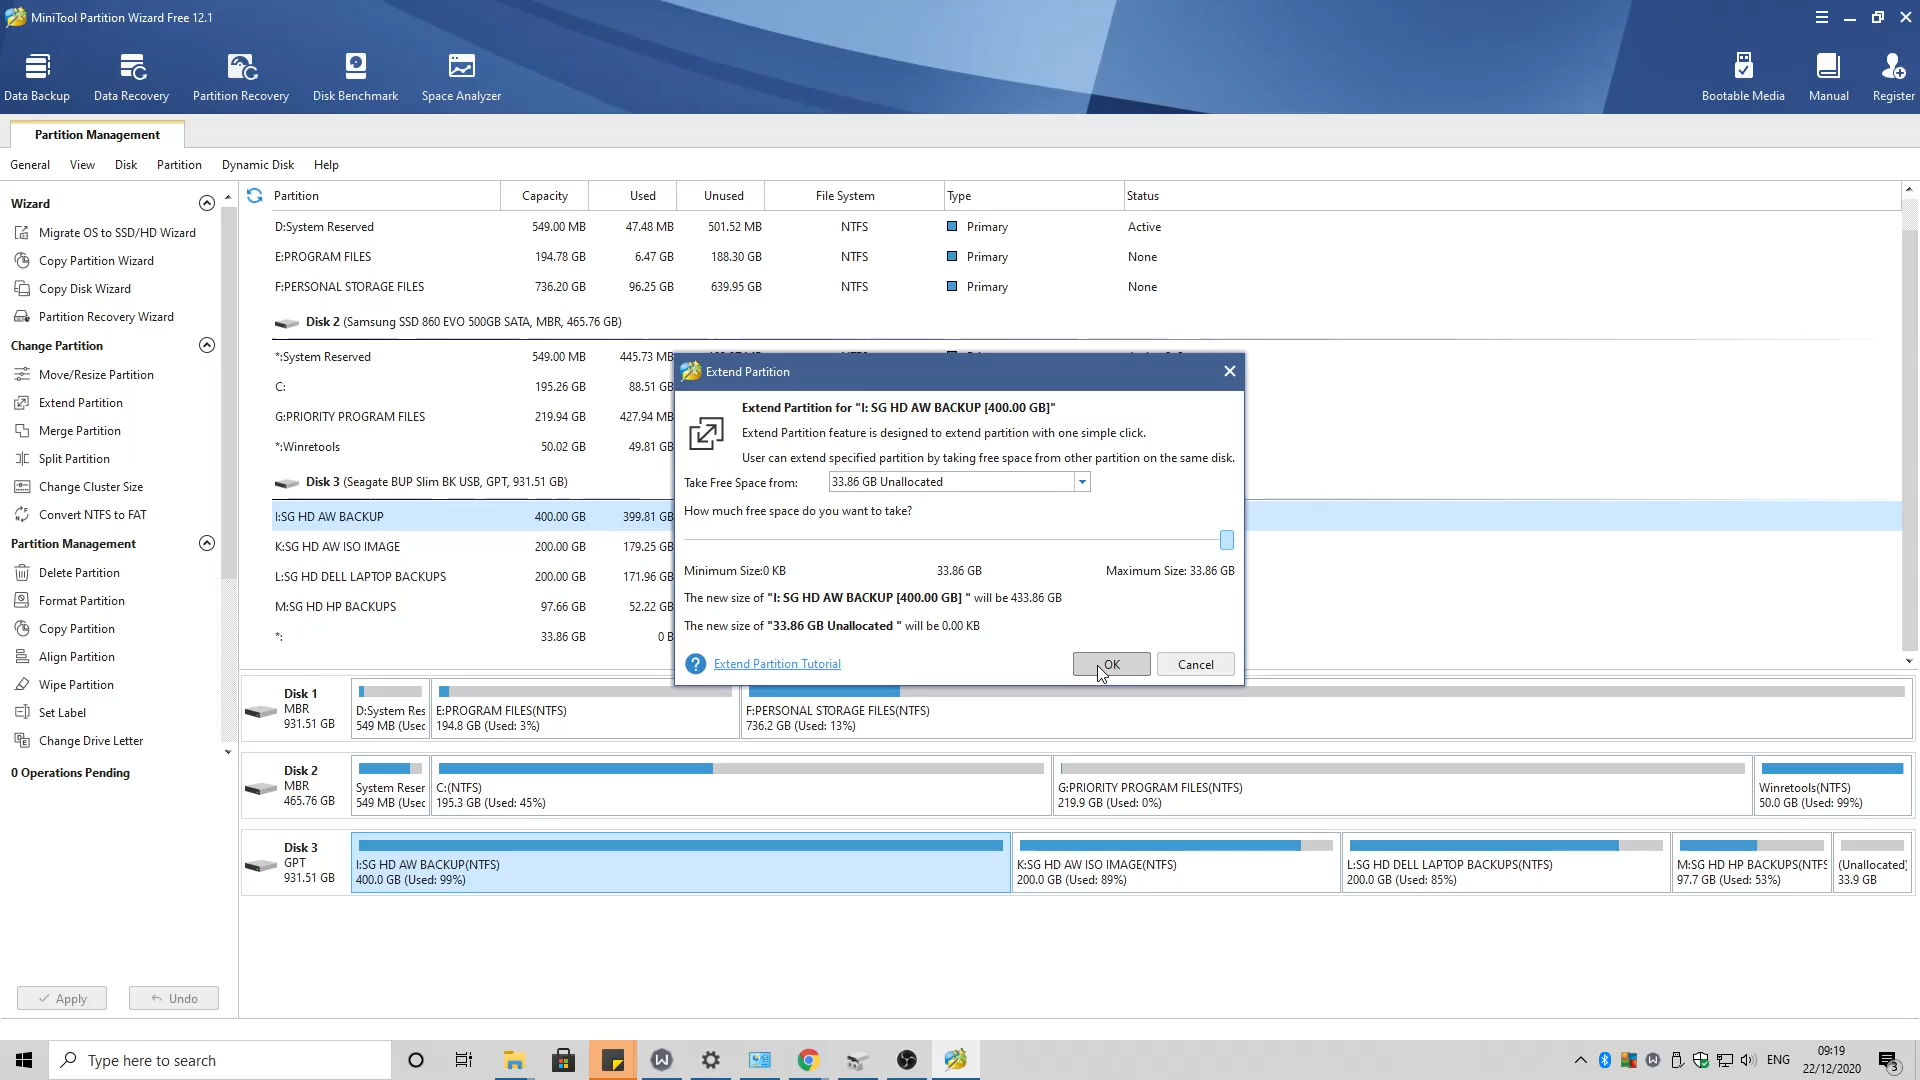 MiniTool Partition Wizard Free 12.1
Data Backup
Data Recovery
Partition Recovery
Disk Benchmark
Space Analyzer
Bootable Media
Manual
Register
Partition Management
General View Disk Partition Dynamic Disk Help
Wizard
Migrate OS to SSD/HD Wizard
Copy Partition Wizard
Copy Disk Wizard
Partition Recovery Wizard
Change Partition
Move/Resize Partition
Extend Partition
Merge Partition
Split Partition
Change Cluster Size
Convert NTFS to FAT
Partition Management
Delete Partition
Format Partition
Copy Partition
Align Partition
Wipe Partition
Set Label
Change Drive Letter
0 Operations Pending
Apply
Undo
Partition Capacity Used Unused File System Type Status
D:System Reserved 549.00 MB 47.48 MB 501.52 MB NTFS Primary Active
E:PROGRAM FILES 194.78 GB 6.47 GB 188.30 GB NTFS Primary None
F:PERSONAL STORAGE FILES 736.20 GB 96.25 GB 639.95 GB NTFS Primary None
Disk 2 (Samsung SSD 860 EVO 500GB SATA, MBR, 465.76 GB)
*:System Reserved 549.00 MB 445.73 MB
C: 195.26 GB 88.51 GB
G:PRIORITY PROGRAM FILES 219.94 GB 427.94 MB
*:Winretools 50.02 GB 49.81 GB
Disk 3 (Seagate BUP Slim BK USB, GPT, 931.51 GB)
I:SG HD AW BACKUP 400.00 GB 399.81 GB
K:SG HD AW ISO IMAGE 200.00 GB 179.25 GB
L:SG HD DELL LAPTOP BACKUPS 200.00 GB 171.96 GB
M:SG HD HP BACKUPS 97.66 GB 52.22 GB
*: 33.86 GB 0 B
Extend Partition
Extend Partition for "I: SG HD AW BACKUP [400.00 GB]"
Extend Partition feature is designed to extend partition with one simple click.
User can extend specified partition by taking free space from other partition on the same disk.
Take Free Space from: 33.86 GB Unallocated
How much free space do you want to take?
Minimum Size:0 KB 33.86 GB Maximum Size: 33.86 GB
The new size of "I: SG HD AW BACKUP [400.00 GB] " will be 433.86 GB
The new size of "33.86 GB Unallocated " will be 0.00 KB
? Extend Partition Tutorial
OK
Cancel
Disk 1
MBR
931.51 GB
D:System Res
549 MB (Used
E:PROGRAM FILES(NTFS)
194.8 GB (Used: 3%)
F:PERSONAL STORAGE FILES(NTFS)
736.2 GB (Used: 13%)
Disk 2
MBR
465.76 GB
System Reser
549 MB (Used
C:(NTFS)
195.3 GB (Used: 45%)
G:PRIORITY PROGRAM FILES(NTFS)
219.9 GB (Used: 0%)
Winretools(NTFS)
50.0 GB (Used: 99%)
Disk 3
GPT
931.51 GB
I:SG HD AW BACKUP(NTFS)
400.0 GB (Used: 99%)
K:SG HD AW ISO IMAGE(NTFS)
200.0 GB (Used: 89%)
L:SG HD DELL LAPTOP BACKUPS(NTFS)
200.0 GB (Used: 85%)
M:SG HD HP BACKUPS(NTFS
97.7 GB (Used: 53%)
(Unallocated)
33.9 GB
Type here to search
ENG
09:19
22/12/2020
3